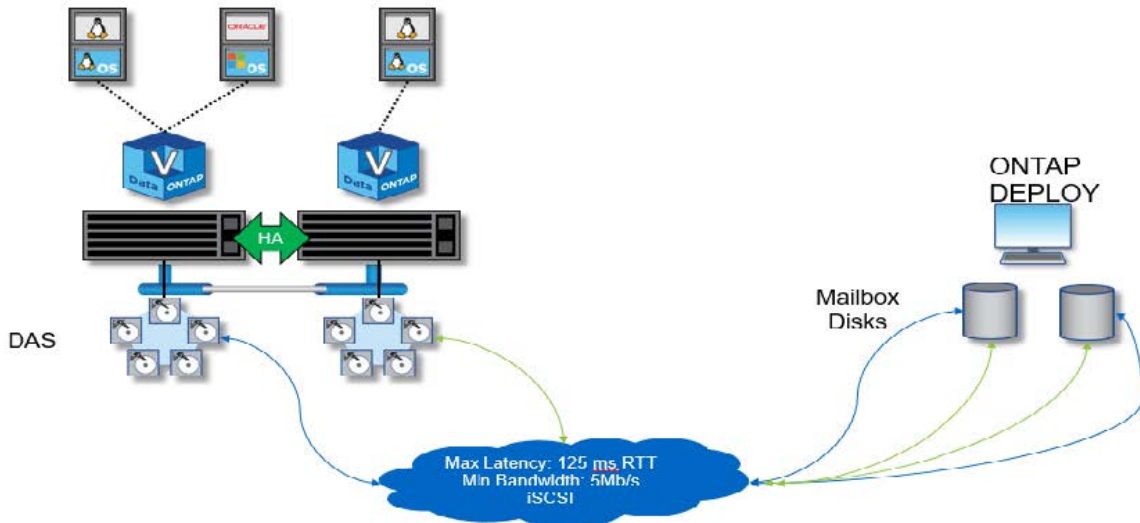 ORACLE
OS
OS
OS
V
Data ONTAP
V
Data ONTAP
HA
ONTAP
DEPLOY
Mailbox
Disks
DAS
Max Latency: 125 ms RTT
Min Bandwidth: 5Mb/s
iSCSI